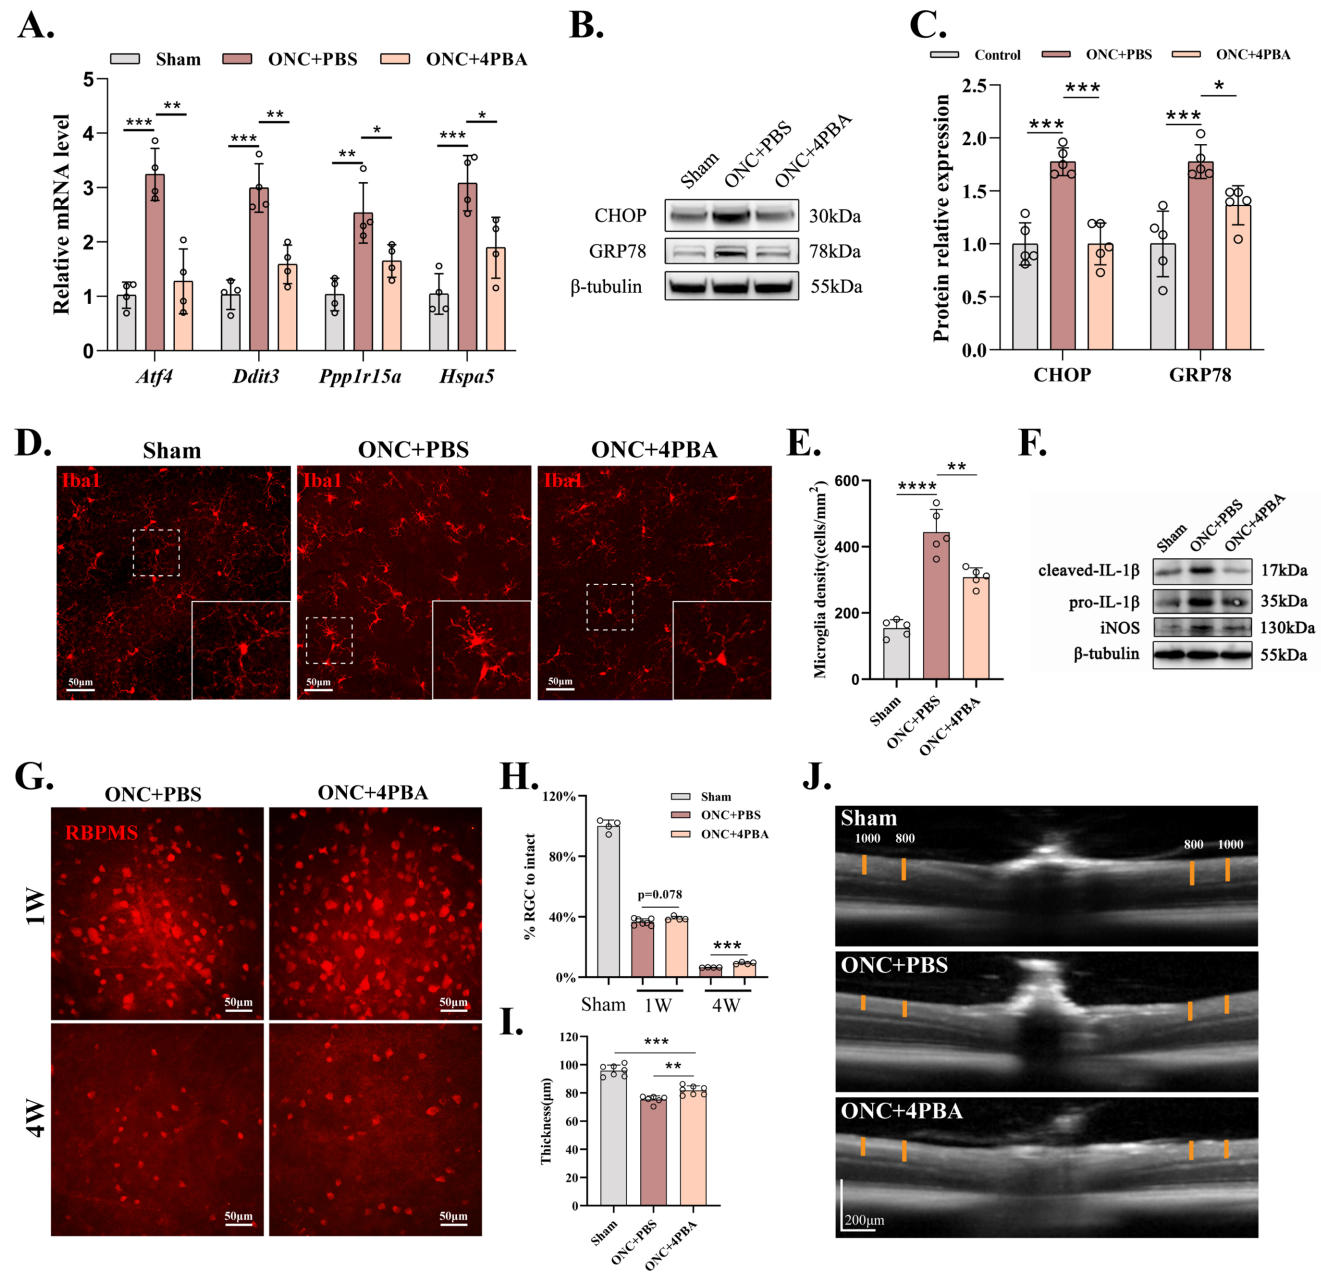 A.
Sham ONC+PBS ONC+4PBA
Relative mRNA level
5
4
3
2
1
0
*** **
*** **
** *
*** *
Atf4 Ddit3 Ppp1r15a Hspa5
B.
Sham ONC+PBS ONC+4PBA
CHOP 30kDa
GRP78 78kDa
β-tubulin 55kDa
C.
Control ONC+PBS ONC+4PBA
Protein relative expression
2.5
2.0
1.5
1.0
0.5
0.0
*** ***
*** *
CHOP GRP78
D.
Sham ONC+PBS ONC+4PBA
Iba1 Iba1 Iba1
50μm 50μm 50μm
E.
Microglia density(cells/mm²)
600
400
200
0
**** **
Sham ONC+PBS ONC+4PBA
F.
Sham ONC+PBS ONC+4PBA
cleaved-IL-1β 17kDa
pro-IL-1β 35kDa
iNOS 130kDa
β-tubulin 55kDa
G.
ONC+PBS ONC+4PBA
RBPMS
1W
50μm 50μm
4W
50μm 50μm
H.
% RGC to intact
120%
80%
40%
0%
Sham
ONC+PBS
ONC+4PBA
p=0.078
***
Sham 1W 4W
I.
Thickness(μm)
120
100
80
60
40
20
0
***
**
Sham ONC+PBS ONC+4PBA
J.
Sham
1000 800 800 1000
ONC+PBS
ONC+4PBA
200μm